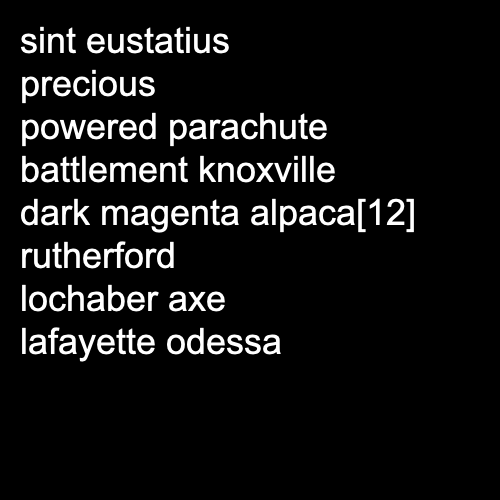 sint eustatius
precious
powered parachute
battlement knoxville
dark magenta alpaca[12]
rutherford
lochaber axe
lafayette odessa